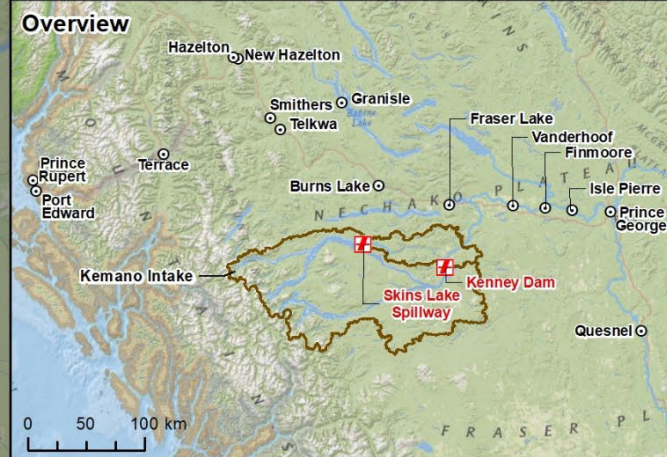 Overview
Hazelton
New Hazelton
Smithers
Granisle
Babine
Lake
Telkwa
Fraser Lake
Vanderhoof
Finmoore
Terrace
Prince
Rupert
Port
Edward
Burns Lake
Isle Pierre
Prince
George
NECHAKO PLATEAU
Kemano Intake
Kenney Dam
Skins Lake
Spillway
Quesnel
0 50 100 km
FRASER PL